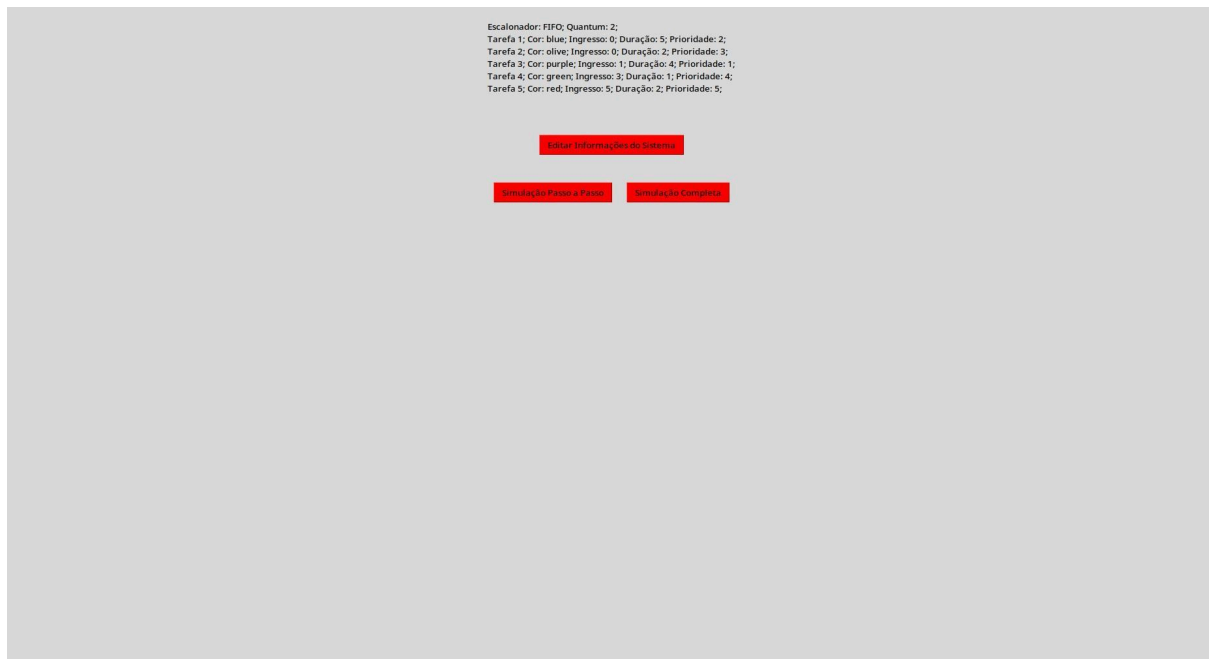 Escalonador: FIFO; Quantum: 2;
Tarefa 1; Cor: blue; Ingresso: 0; Duração: 5; Prioridade: 2;
Tarefa 2; Cor: olive; Ingresso: 0; Duração: 2; Prioridade: 3;
Tarefa 3; Cor: purple; Ingresso: 1; Duração: 4; Prioridade: 1;
Tarefa 4; Cor: green; Ingresso: 3; Duração: 1; Prioridade: 4;
Tarefa 5; Cor: red; Ingresso: 5; Duração: 2; Prioridade: 5;
Editar Informações do Sistema
Simulação Passo a Passo
Simulação Completa